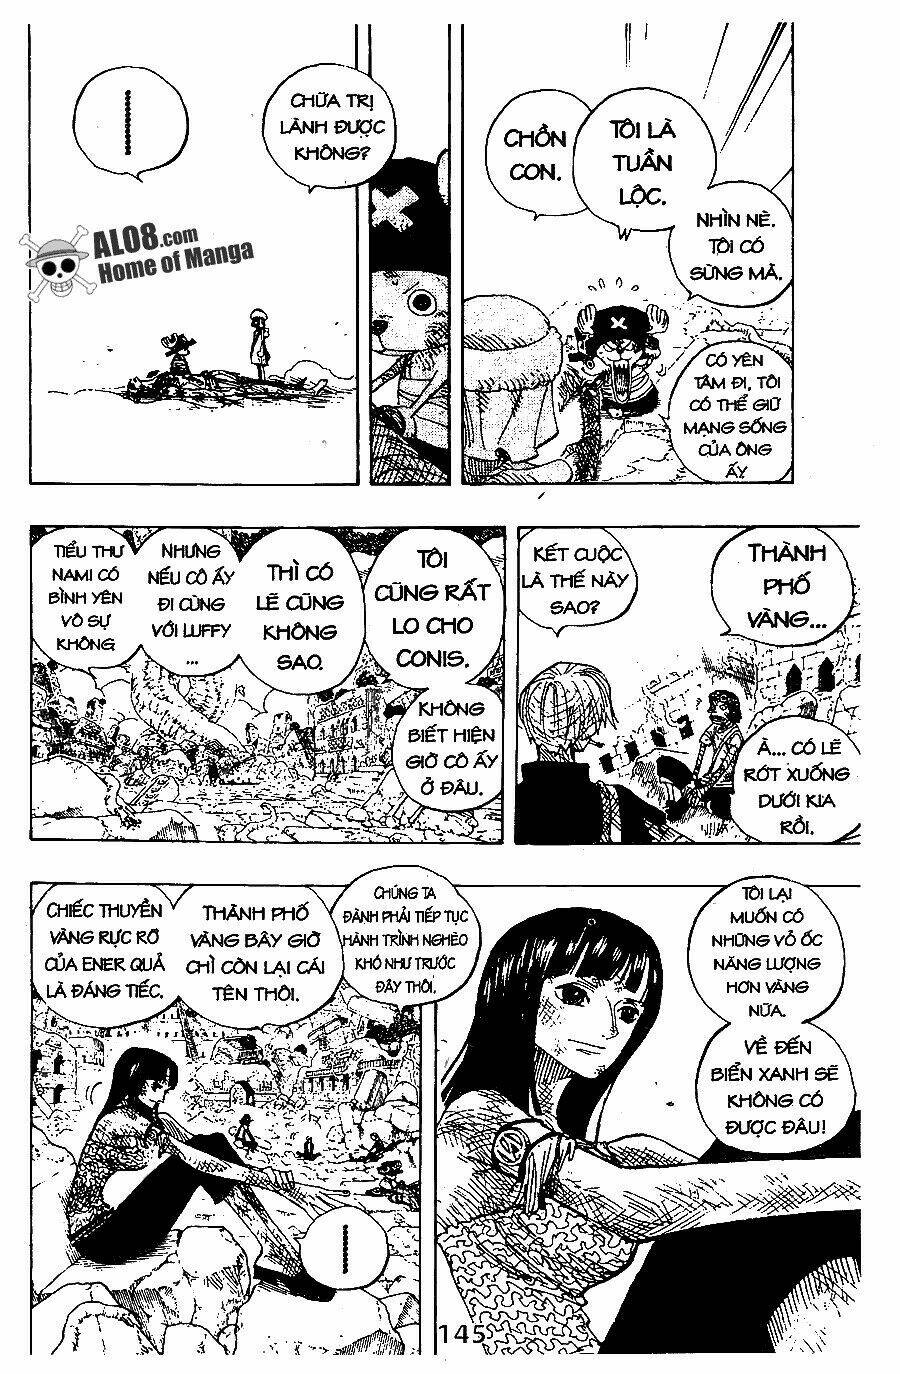 CHỒN
CON.
TÔI LÀ
TUẦN
LỘC.
NHÌN NÈ.
TÔI CÓ
SỪNG MÀ.
CÓ YÊN
TÂM ĐI, TÔI
CÓ THỂ GIỮ
MẠNG SỐNG
CỦA ÔNG
ẤY.
CHỮA TRỊ
LÀNH ĐƯỢC
KHÔNG?
AL08.com
Home of Manga
TIỂU THƯ
NAMI CÓ
BÌNH YÊN
VÔ SỰ
KHÔNG.
NHƯNG
NẾU CÔ ẤY
ĐI CÙNG
VỚI LUFFY
...
THÌ CÓ
LẼ CŨNG
KHÔNG
SAO.
TÔI
CŨNG RẤT
LO CHO
CONIS.
KHÔNG
BIẾT HIỆN
GIỜ CÔ ẤY
Ở ĐÂU.
KẾT CUỘC
LÀ THẾ NÀY
SAO?
THÀNH
PHỐ
VÀNG...
À... CÓ LẼ
RỚT XUỐNG
DƯỚI KIA
RỒI.
CHIẾC THUYỀN
VÀNG RỰC RỠ
CỦA ENER QUẢ
LÀ ĐÁNG TIẾC.
THÀNH PHỐ
VÀNG BÂY GIỜ
CHỈ CÒN LẠI CÁI
TÊN THÔI.
CHÚNG TA
ĐÀNH PHẢI TIẾP TỤC
HÀNH TRÌNH NGHÈO
KHÓ NHƯ TRƯỚC
ĐÂY THÔI.
TÔI LẠI
MUỐN CÓ
NHỮNG VỎ ỐC
NĂNG LƯỢNG
HƠN VÀNG
NỮA.
VỀ ĐẾN
BIỂN XANH SẼ
KHÔNG CÓ
ĐƯỢC ĐÂU!
145